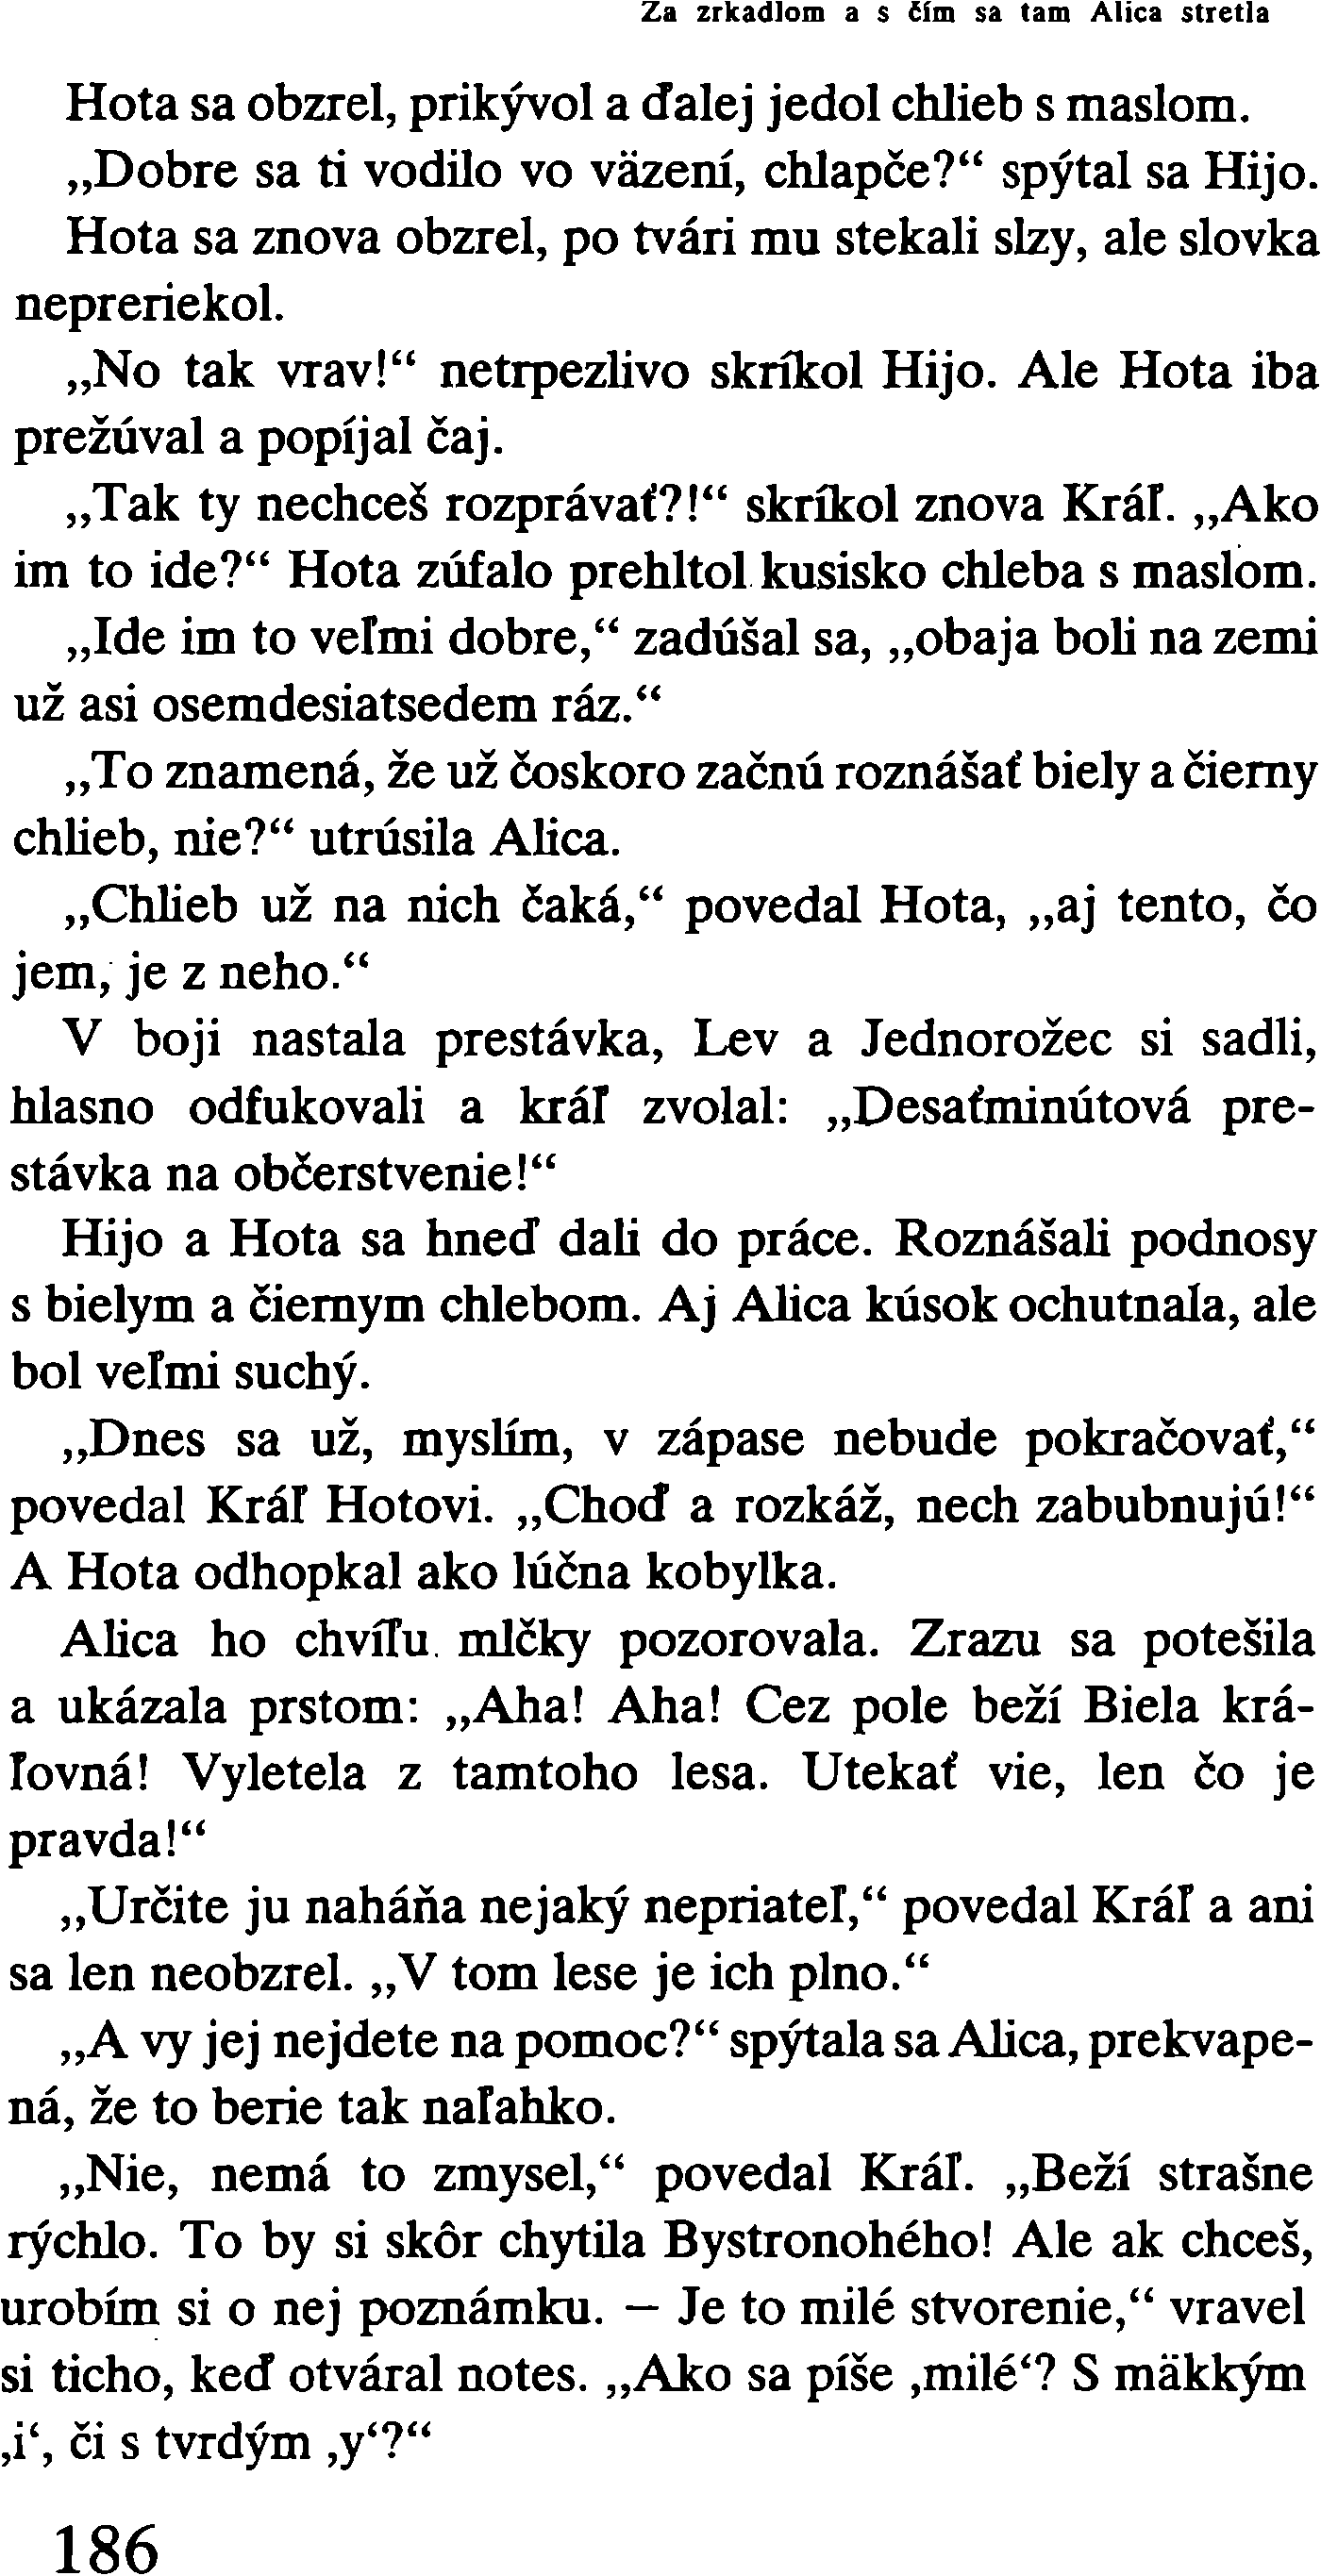 Za zrkadlom a s čím sa tam Alica stretla
Hota sa obzrel, prikývol a ďalej jedol chlieb s maslom.
„Dobre sa ti vodilo vo väzení, chlapče?“ spýtal sa Hijo.
Hota sa znova obzrel, po tvári mu stekali slzy, ale slovka
nepreriekol.
„No tak vrav!“ netrpezlivo skríkol Hijo. Ale Hota iba
prežúval a popíjal čaj.
„Tak ty nechceš rozprávať?!“ skríkol znova Kráľ. „Ako
im to ide?“ Hota zúfalo prehltol kusisko chleba s maslom.
„Ide im to veľmi dobre,“ zadúšal sa, „obaja boli na zemi
už asi osemdesiatsedem ráz.“
„To znamená, že už čoskoro začnú roznášať biely a čierny
chlieb, nie?“ utrúsila Alica.
„Chlieb už na nich čaká,“ povedal Hota, „aj tento, čo
jem, je z neho.“
V boji nastala prestávka, Lev a Jednorožec si sadli,
hlasno odfukovali a kráľ zvolal: „Desaťminútová pre-
stávka na občerstvenie!“
Hijo a Hota sa hneď dali do práce. Roznášali podnosy
s bielym a čiernym chlebom. Aj Alica kúsok ochutnala, ale
bol veľmi suchý.
„Dnes sa už, myslím, v zápase nebude pokračovať,“
povedal Kráľ Hotovi. „Choď a rozkáž, nech zabubnujú!“
A Hota odhopkal ako lúčna kobylka.
Alica ho chvíľu mlčky pozorovala. Zrazu sa potešila
a ukázala prstom: „Aha! Aha! Cez pole beží Biela krá-
ľovná! Vyletela z tamtoho lesa. Utekať vie, len čo je
pravda!“
„Určite ju naháňa nejaký nepriateľ,“ povedal Kráľ a ani
sa len neobzrel. „V tom lese je ich plno.“
„A vy jej nejdete na pomoc?“ spýtala sa Alica, prekvape-
ná, že to berie tak naľahko.
„Nie, nemá to zmysel,“ povedal Kráľ. „Beží strašne
rýchlo. To by si skôr chytila Bystronohého! Ale ak chceš,
urobím si o nej poznámku. — Je to milé stvorenie,“ vravel
si ticho, keď otváral notes. „Ako sa píše ‚milé‘? S mäkkým
‚i‘, či s tvrdým ‚y‘?“
186